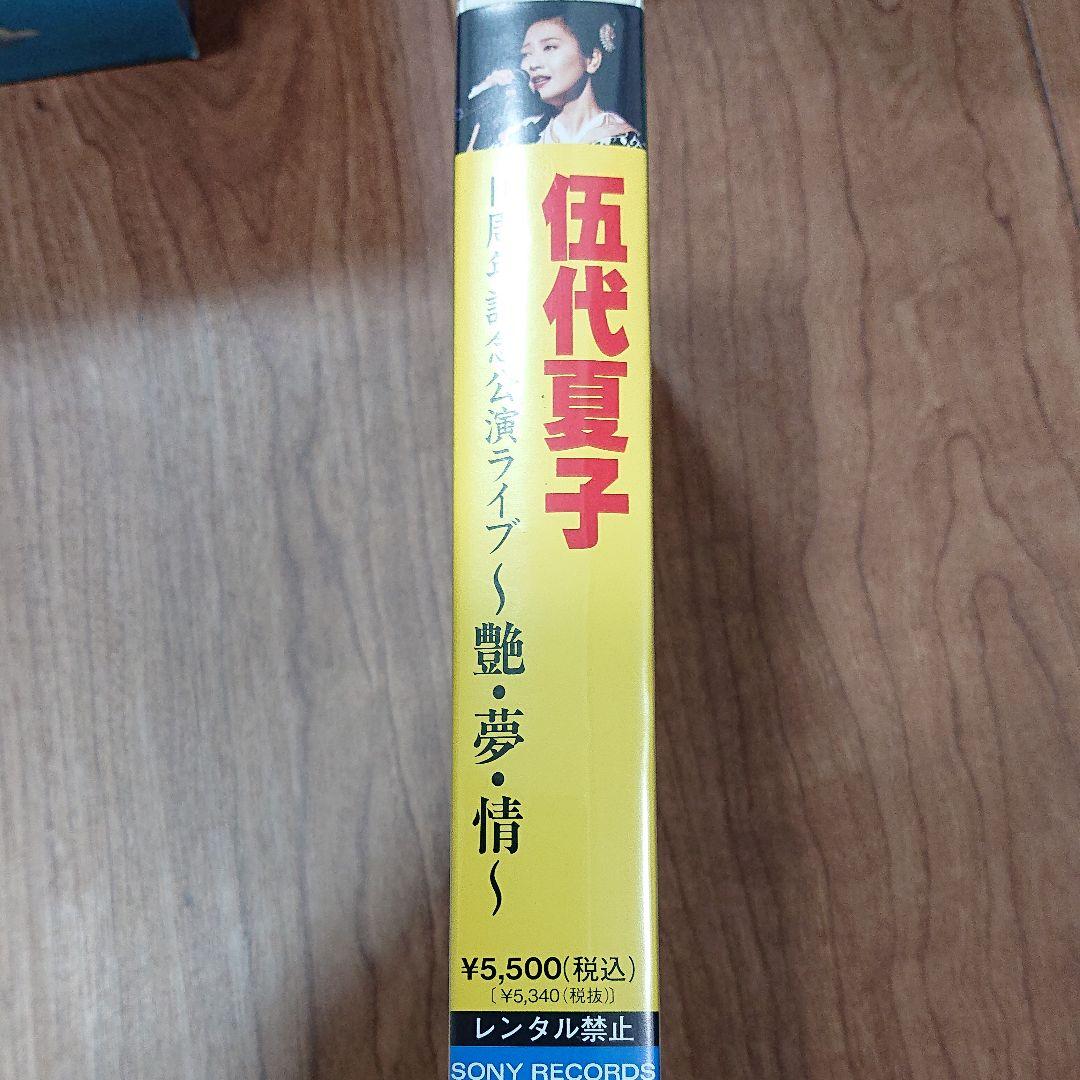 伍代夏子
周年記念公演ライブ〜艶・夢・情〜
¥5,500(税込)
[¥5,340(税抜)]
レンタル禁止
SONY RECORDS